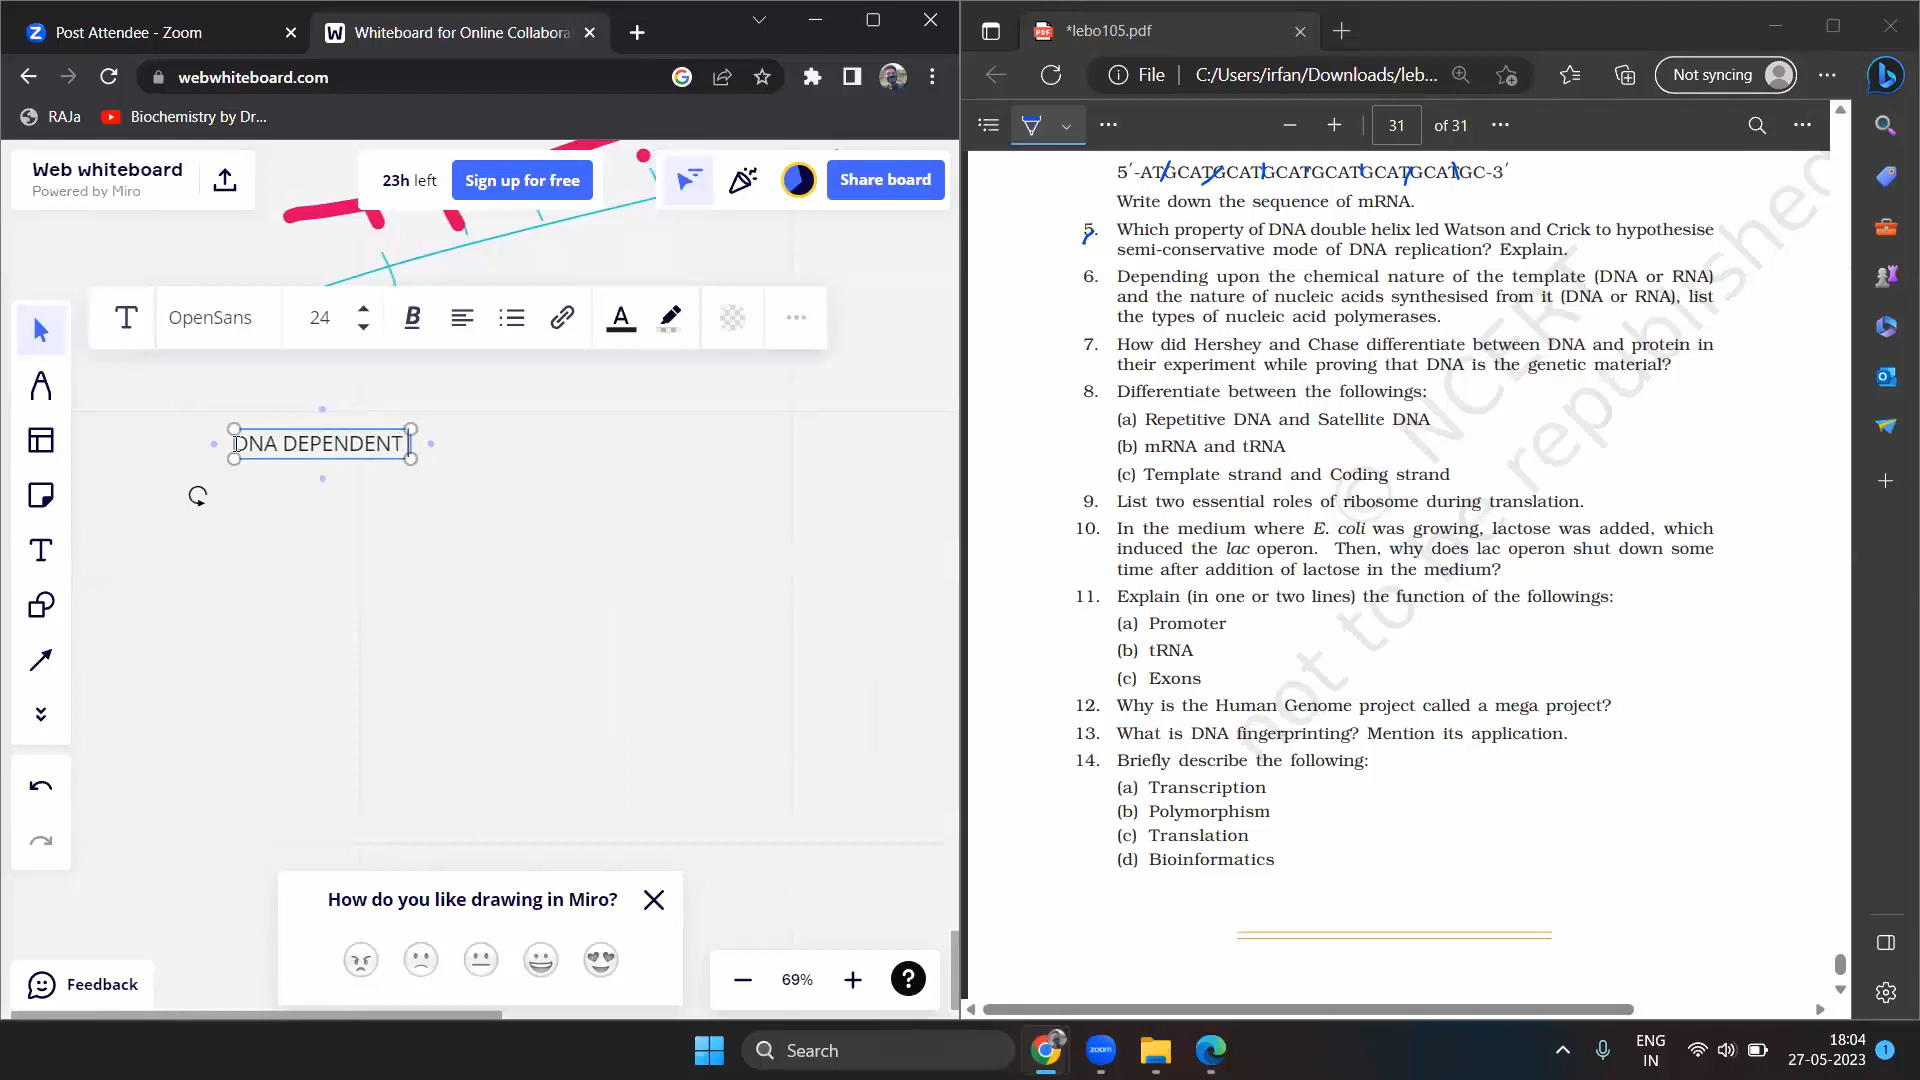 Post Attendee - Zoom
Whiteboard for Online Collabora
*lebo105.pdf
webwhiteboard.com
File
C:/Users/irfan/Downloads/leb...
Not syncing
RAJa
Biochemistry by Dr...
31
of 31
Web whiteboard
Powered by Miro
23h left
Sign up for free
Share board
OpenSans
24
B
A
DNA DEPENDENT
How do you like drawing in Miro?
Feedback
69%
5′-ATGCATGCATGCATGCATGCATGCATGC-3′
Write down the sequence of mRNA.
5. Which property of DNA double helix led Watson and Crick to hypothesise
semi-conservative mode of DNA replication? Explain.
6. Depending upon the chemical nature of the template (DNA or RNA)
and the nature of nucleic acids synthesised from it (DNA or RNA), list
the types of nucleic acid polymerases.
7. How did Hershey and Chase differentiate between DNA and protein in
their experiment while proving that DNA is the genetic material?
8. Differentiate between the followings:
(a) Repetitive DNA and Satellite DNA
(b) mRNA and tRNA
(c) Template strand and Coding strand
9. List two essential roles of ribosome during translation.
10. In the medium where E. coli was growing, lactose was added, which
induced the lac operon. Then, why does lac operon shut down some
time after addition of lactose in the medium?
11. Explain (in one or two lines) the function of the followings:
(a) Promoter
(b) tRNA
(c) Exons
12. Why is the Human Genome project called a mega project?
13. What is DNA fingerprinting? Mention its application.
14. Briefly describe the following:
(a) Transcription
(b) Polymorphism
(c) Translation
(d) Bioinformatics
© NCERT
not to be republished
Search
zoom
ENG
IN
18:04
27-05-2023
1